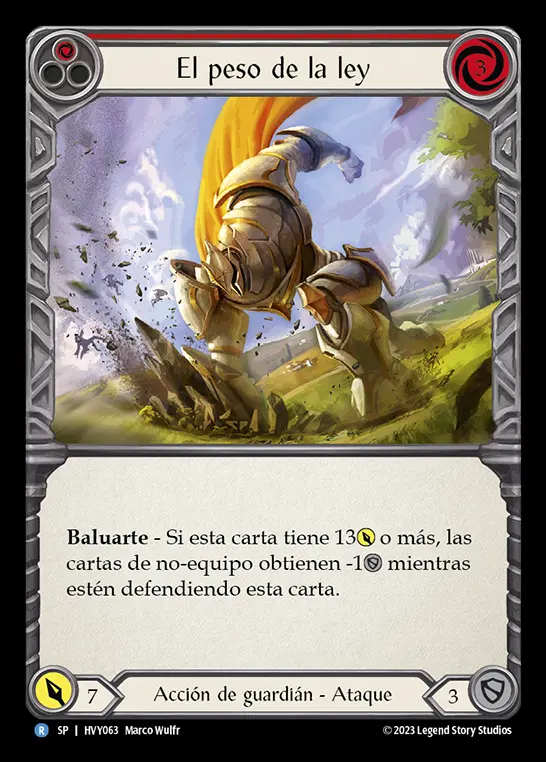 El peso de la ley
3
Baluarte - Si esta carta tiene 13 o más, las
cartas de no-equipo obtienen -1 mientras
estén defendiendo esta carta.
7
Acción de guardián - Ataque
3
R SP | HVY063 Marco Wulfr
© 2023 Legend Story Studios